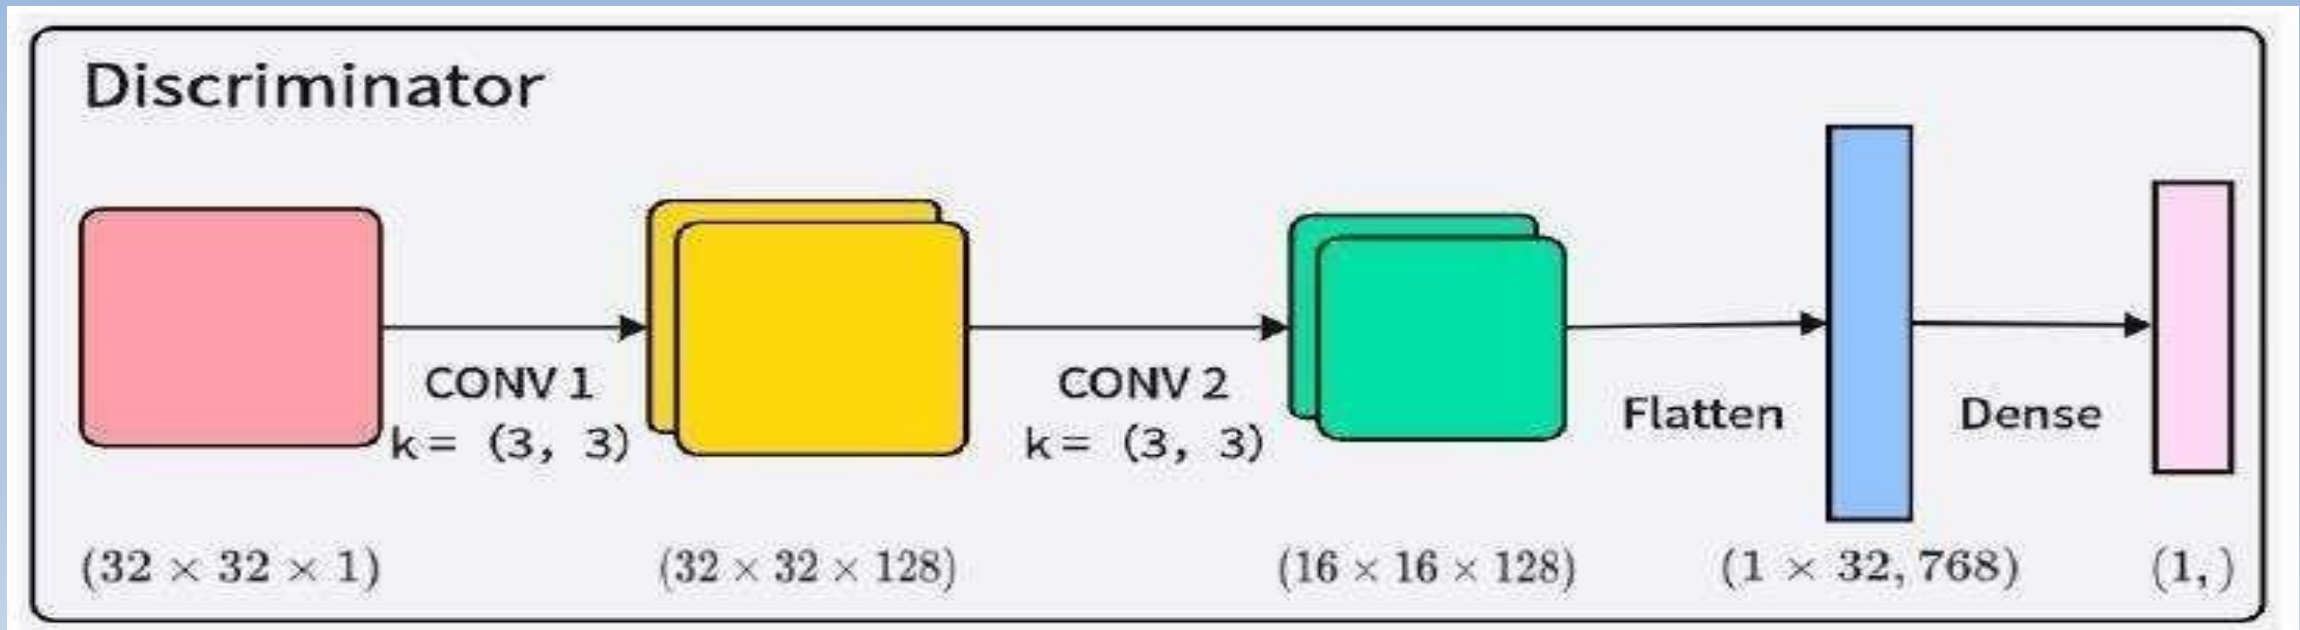 Discriminator
CONV 1
k = (3, 3)
CONV 2
k = (3, 3)
Flatten
Dense
(32 × 32 × 1)
(32 × 32 × 128)
(16 × 16 × 128)
(1 × 32, 768)
(1, )